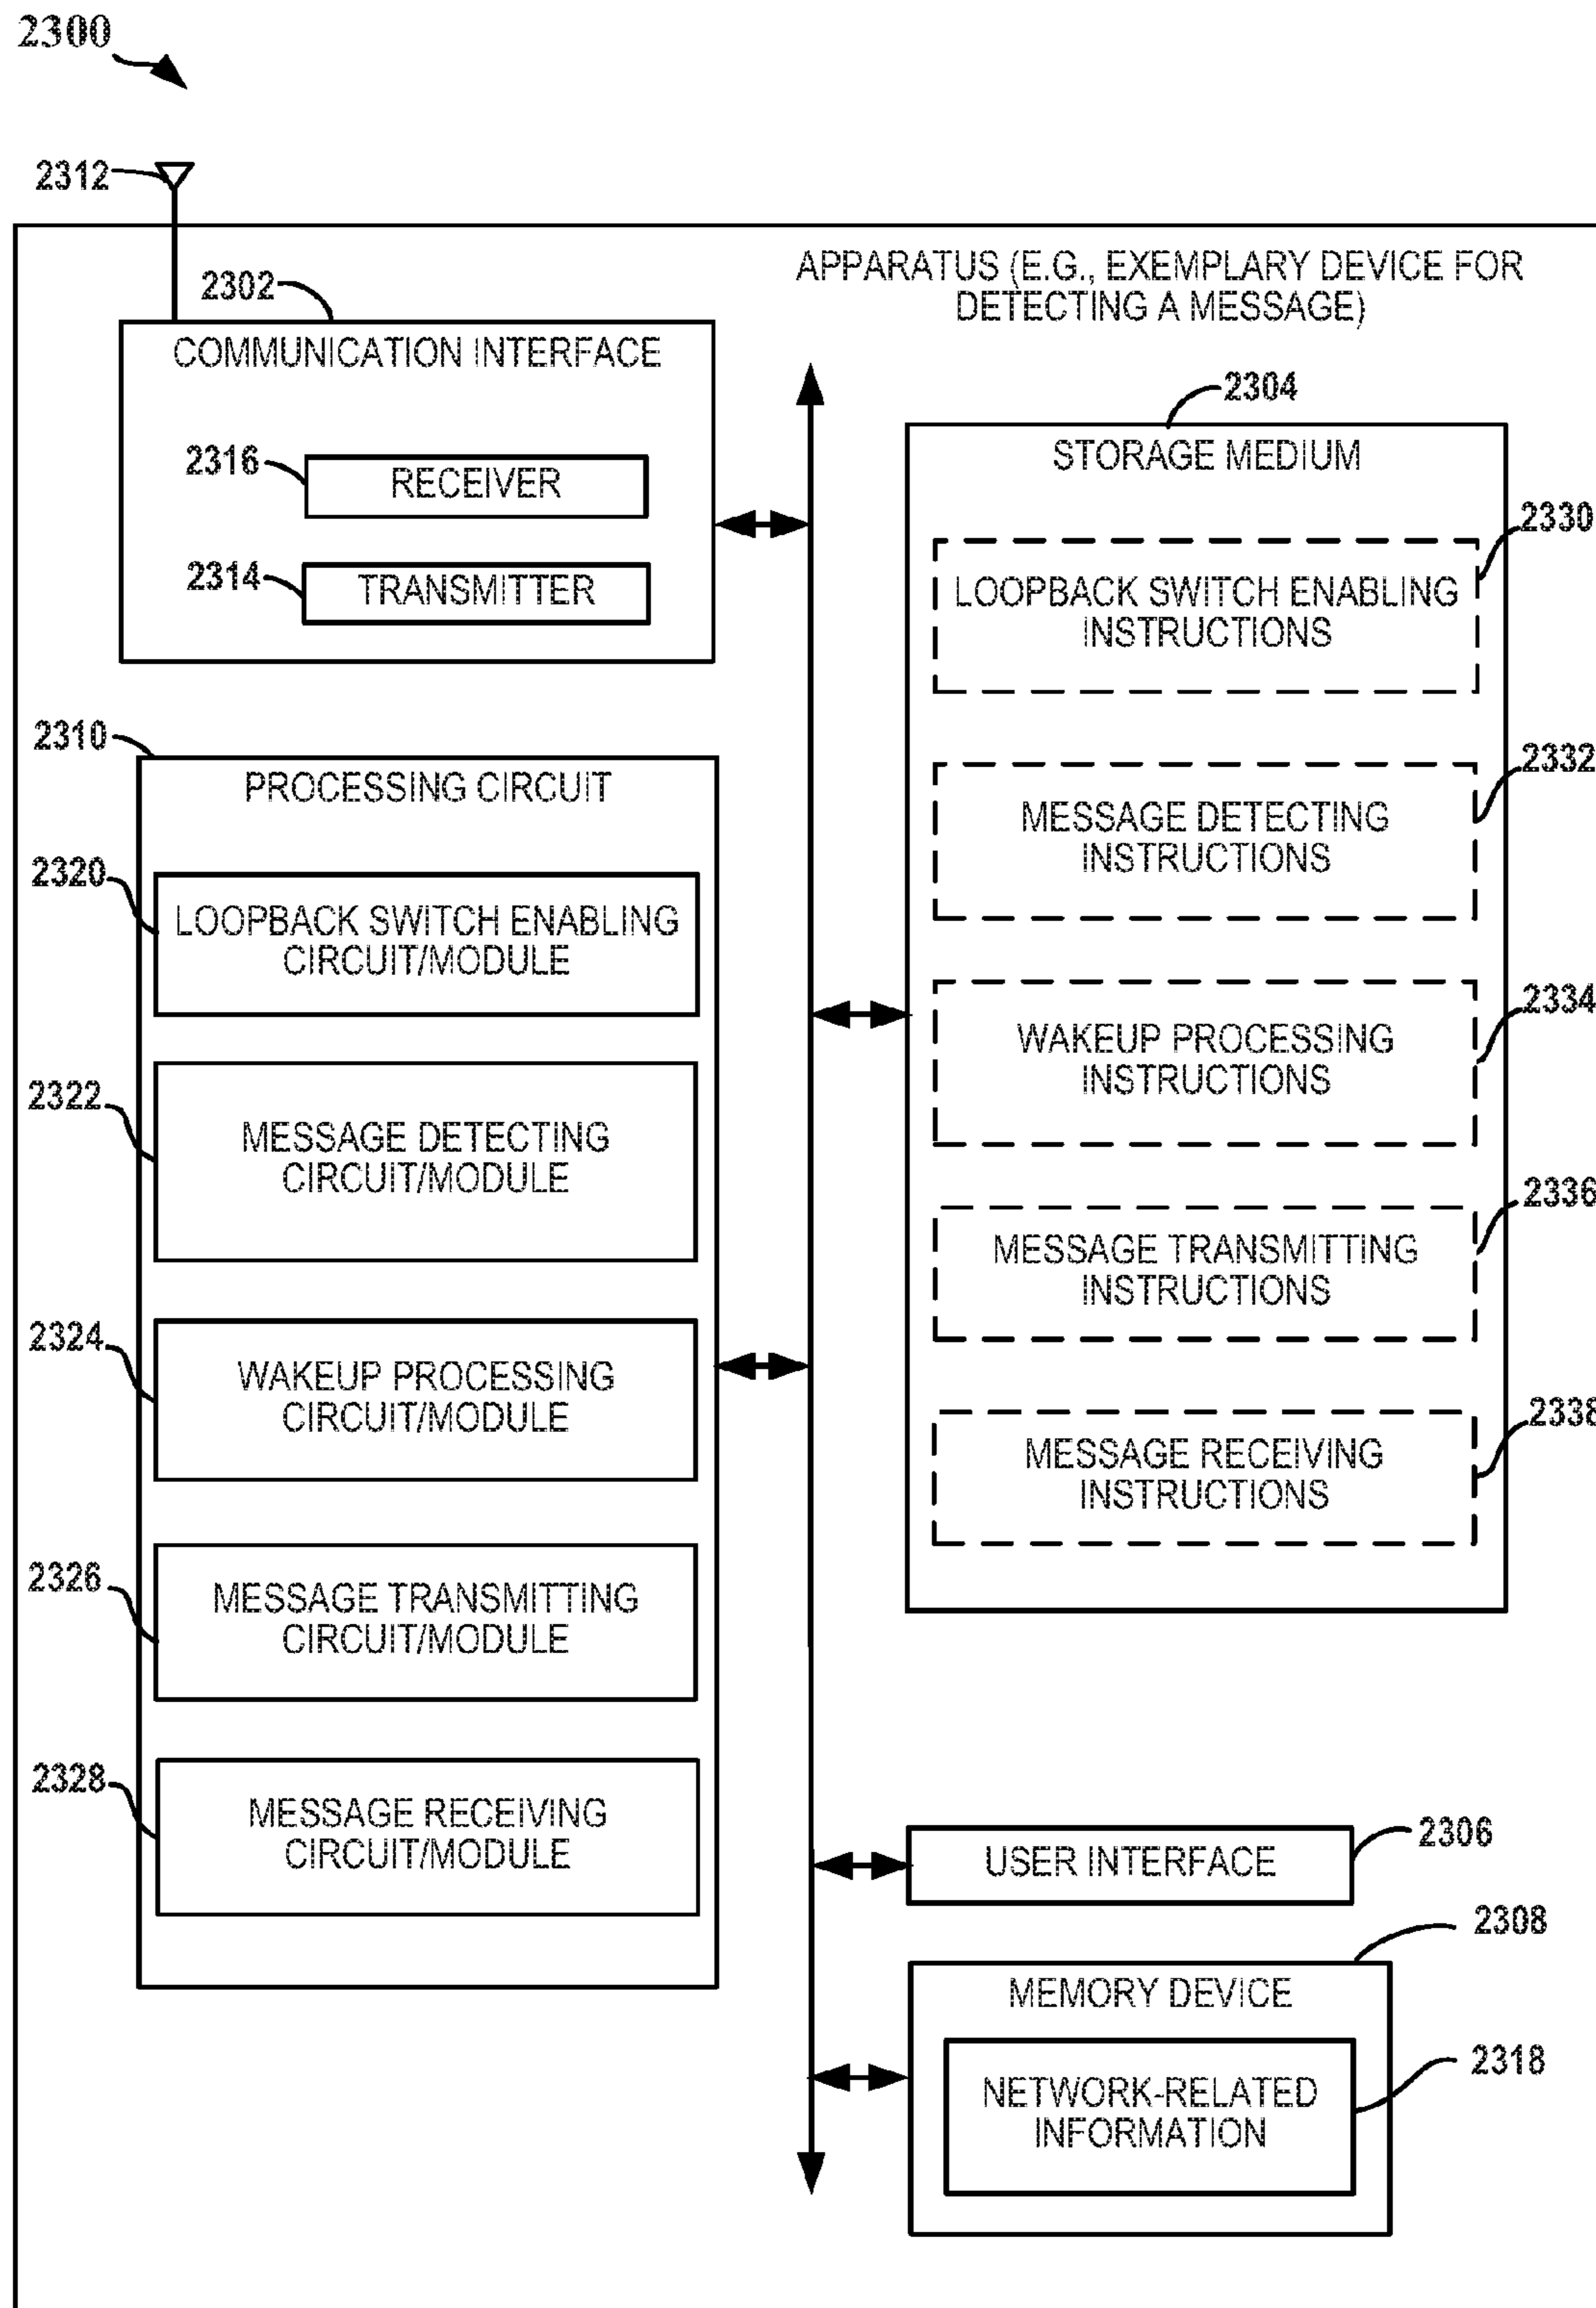 2300
2312
APPARATUS (E.G., EXEMPLARY DEVICE FOR
DETECTING A MESSAGE)
2302
COMMUNICATION INTERFACE
2316
RECEIVER
2314
TRANSMITTER
2310
PROCESSING CIRCUIT
2320
LOOPBACK SWITCH ENABLING
CIRCUIT/MODULE
2322
MESSAGE DETECTING
CIRCUIT/MODULE
2324
WAKEUP PROCESSING
CIRCUIT/MODULE
2326
MESSAGE TRANSMITTING
CIRCUIT/MODULE
2328
MESSAGE RECEIVING
CIRCUIT/MODULE
2304
STORAGE MEDIUM
2330
LOOPBACK SWITCH ENABLING
INSTRUCTIONS
2332
MESSAGE DETECTING
INSTRUCTIONS
2334
WAKEUP PROCESSING
INSTRUCTIONS
2336
MESSAGE TRANSMITTING
INSTRUCTIONS
2338
MESSAGE RECEIVING
INSTRUCTIONS
2306
USER INTERFACE
2308
MEMORY DEVICE
2318
NETWORK-RELATED
INFORMATION